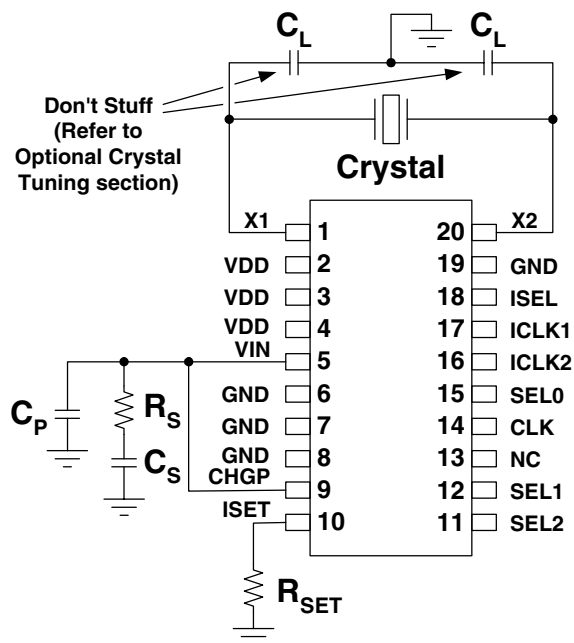 C_L C_L
Don't Stuff
(Refer to
Optional Crystal
Tuning section)
Crystal
X1 1 20 X2
VDD 2 19 GND
VDD 3 18 ISEL
VDD 4 17 ICLK1
VIN 5 16 ICLK2
GND 6 15 SEL0
GND 7 14 CLK
GND 8 13 NC
CHGP 9 12 SEL1
ISET 10 11 SEL2
C_P
R_S
C_S
R_SET